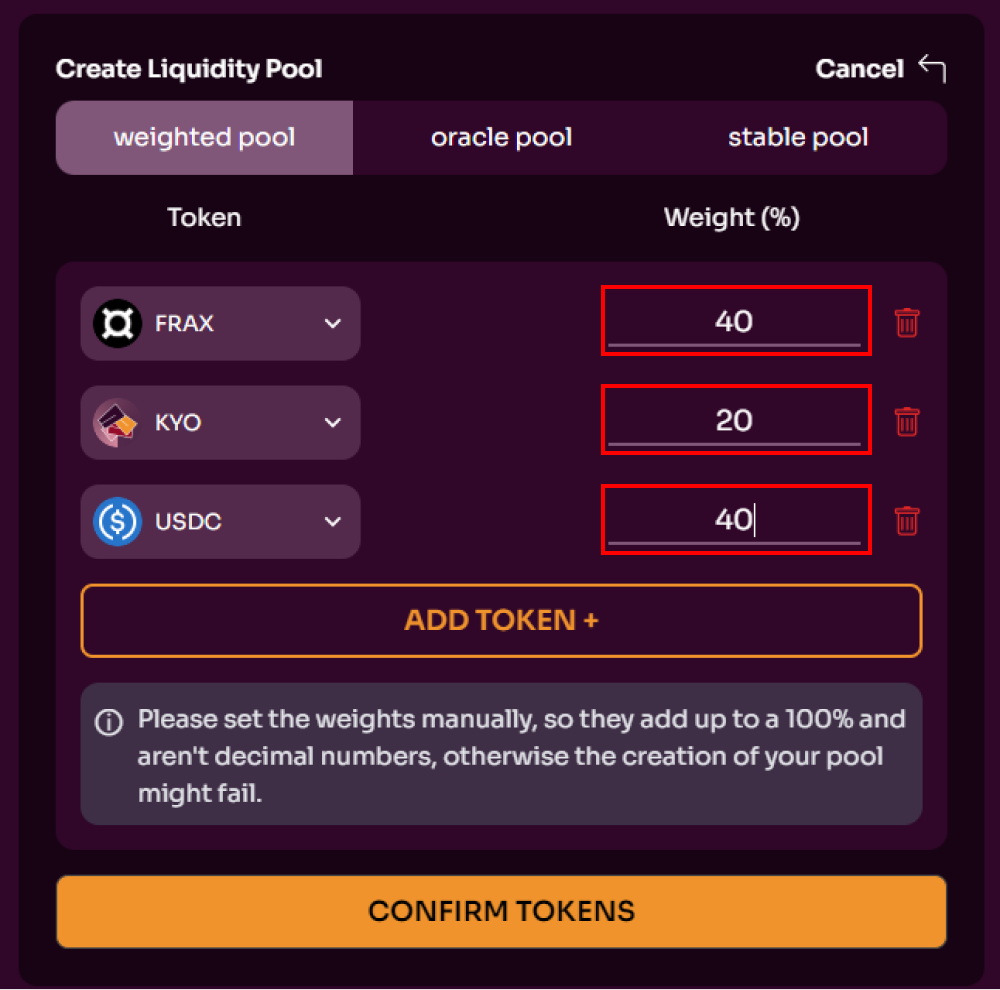 Create Liquidity Pool Cancel
weighted pool oracle pool stable pool
Token Weight (%)
FRAX 40
KYO 20
USDC 40
ADD TOKEN +
Please set the weights manually, so they add up to a 100% and
aren't decimal numbers, otherwise the creation of your pool
might fail.
CONFIRM TOKENS